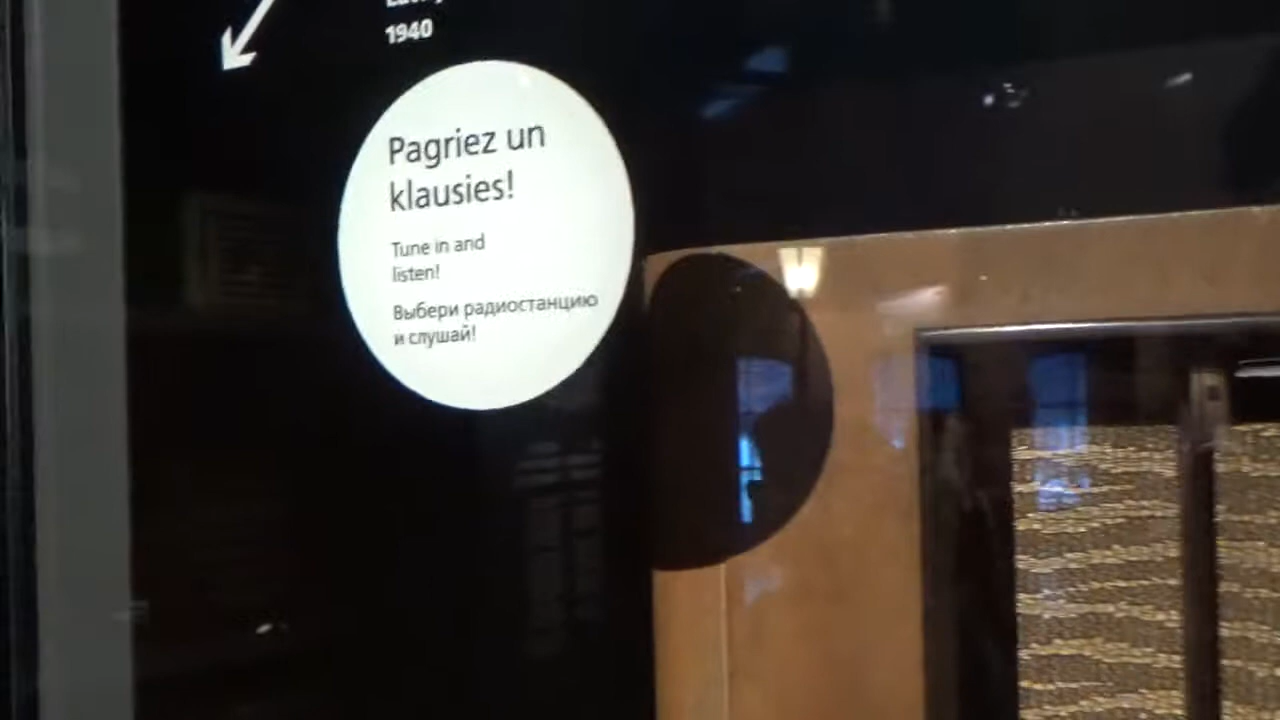 1940
Pagriez un
klausies!
Tune in and
listen!
Выбери радиостанцию
и слушай!